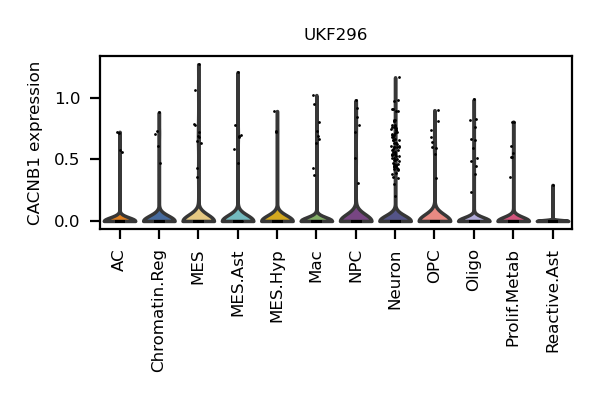 UKF296
CACNB1 expression
1.0
0.5
0.0
AC
Chromatin.Reg
MES
MES.Ast
MES.Hyp
Mac
NPC
Neuron
OPC
Oligo
Prolif.Metab
Reactive.Ast